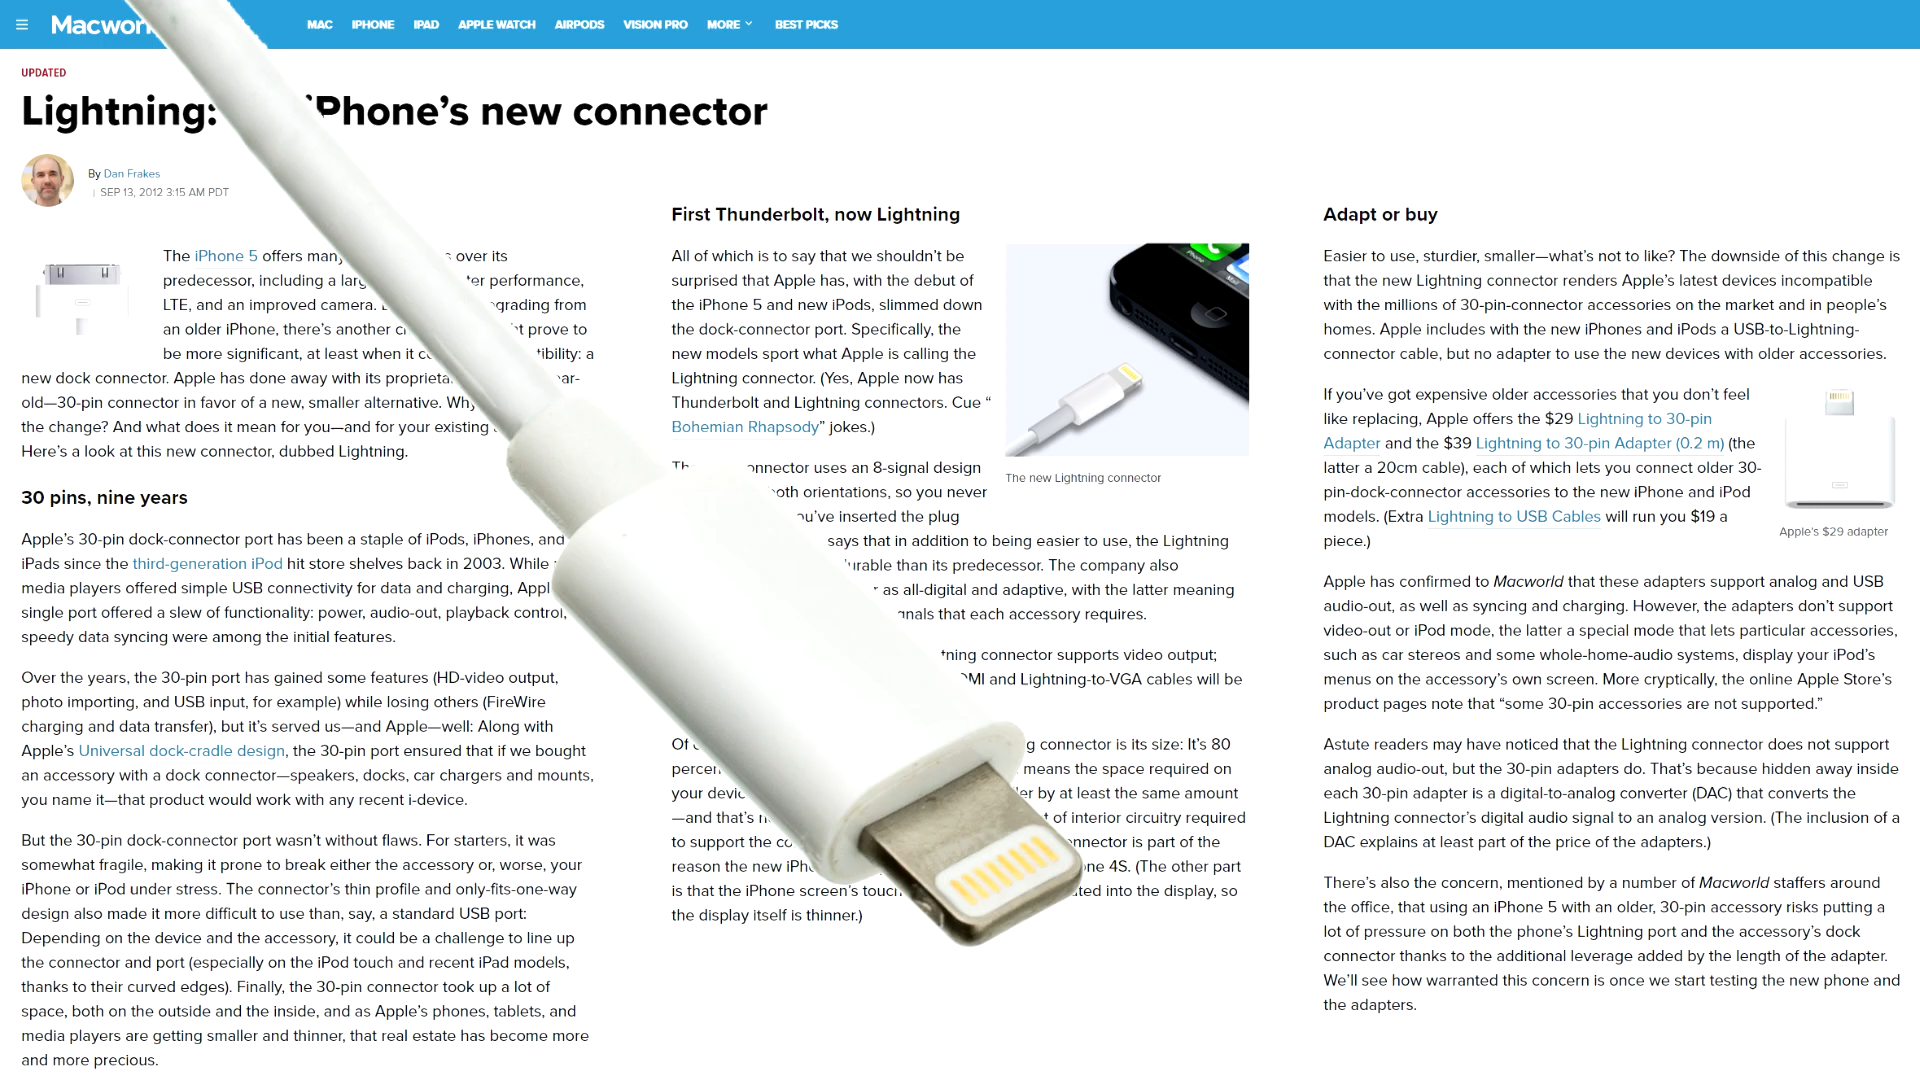 Macwor
MAC IPHONE IPAD APPLE WATCH AIRPODS VISION PRO MORE BEST PICKS
UPDATED
Lightning: iPhone’s new connector
By Dan Frakes
| SEP 13, 2012 3:15 AM PDT
The iPhone 5 offers many over its
predecessor, including a performance,
LTE, and an improved camera. from
an older iPhone, there’s another prove to
be more significant, at least when it a
new dock connector. Apple has done away with its
old—30-pin connector in favor of a new, smaller alternative. Why
the change? And what does it mean for you—and for your existing
Here’s a look at this new connector, dubbed Lightning.
30 pins, nine years
Apple’s 30-pin dock-connector port has been a staple of iPods, iPhones, and
iPads since the third-generation iPod hit store shelves back in 2003. While
media players offered simple USB connectivity for data and charging,
single port offered a slew of functionality: power, audio-out, playback control,
speedy data syncing were among the initial features.
Over the years, the 30-pin port has gained some features (HD-video output,
photo importing, and USB input, for example) while losing others (FireWire
charging and data transfer), but it’s served us—and Apple—well: Along with
Apple’s Universal dock-cradle design, the 30-pin port ensured that if we bought
an accessory with a dock connector—speakers, docks, car chargers and mounts,
you name it—that product would work with any recent i-device.
But the 30-pin dock-connector port wasn’t without flaws. For starters, it was
somewhat fragile, making it prone to break either the accessory or, worse, your
iPhone or iPod under stress. The connector’s thin profile and only-fits-one-way
design also made it more difficult to use than, say, a standard USB port:
Depending on the device and the accessory, it could be a challenge to line up
the connector and port (especially on the iPod touch and recent iPad models,
thanks to their curved edges). Finally, the 30-pin connector took up a lot of
space, both on the outside and the inside, and as Apple’s phones, tablets, and
media players are getting smaller and thinner, that real estate has become more
and more precious.
First Thunderbolt, now Lightning
All of which is to say that we shouldn’t be
surprised that Apple has, with the debut of
the iPhone 5 and new iPods, slimmed down
the dock-connector port. Specifically, the
new models sport what Apple is calling the
Lightning connector. (Yes, Apple now has
Thunderbolt and Lightning connectors. Cue “
Bohemian Rhapsody” jokes.)
connector uses an 8-signal design
both orientations, so you never
you’ve inserted the plug
says that in addition to being easier to use, the Lightning
durable than its predecessor. The company also
as all-digital and adaptive, with the latter meaning
signals that each accessory requires.
Lightning connector supports video output;
HDMI and Lightning-to-VGA cables will be
Of connector is its size: It’s 80
means the space required on
your by at least the same amount
—and that’s of interior circuitry required
to support the connector is part of the
reason the new 4S. (The other part
is that the iPhone screen’s into the display, so
the display itself is thinner.)
Phone
Mail
The new Lightning connector
Adapt or buy
Easier to use, sturdier, smaller—what’s not to like? The downside of this change is
that the new Lightning connector renders Apple’s latest devices incompatible
with the millions of 30-pin-connector accessories on the market and in people’s
homes. Apple includes with the new iPhones and iPods a USB-to-Lightning-
connector cable, but no adapter to use the new devices with older accessories.
If you’ve got expensive older accessories that you don’t feel
like replacing, Apple offers the $29 Lightning to 30-pin
Adapter and the $39 Lightning to 30-pin Adapter (0.2 m) (the
latter a 20cm cable), each of which lets you connect older 30-
pin-dock-connector accessories to the new iPhone and iPod
models. (Extra Lightning to USB Cables will run you $19 a
piece.)
Apple’s $29 adapter
Apple has confirmed to Macworld that these adapters support analog and USB
audio-out, as well as syncing and charging. However, the adapters don’t support
video-out or iPod mode, the latter a special mode that lets particular accessories,
such as car stereos and some whole-home-audio systems, display your iPod’s
menus on the accessory’s own screen. More cryptically, the online Apple Store’s
product pages note that “some 30-pin accessories are not supported.”
Astute readers may have noticed that the Lightning connector does not support
analog audio-out, but the 30-pin adapters do. That’s because hidden away inside
each 30-pin adapter is a digital-to-analog converter (DAC) that converts the
Lightning connector’s digital audio signal to an analog version. (The inclusion of a
DAC explains at least part of the price of the adapters.)
There’s also the concern, mentioned by a number of Macworld staffers around
the office, that using an iPhone 5 with an older, 30-pin accessory risks putting a
lot of pressure on both the phone’s Lightning port and the accessory’s dock
connector thanks to the additional leverage added by the length of the adapter.
We’ll see how warranted this concern is once we start testing the new phone and
the adapters.